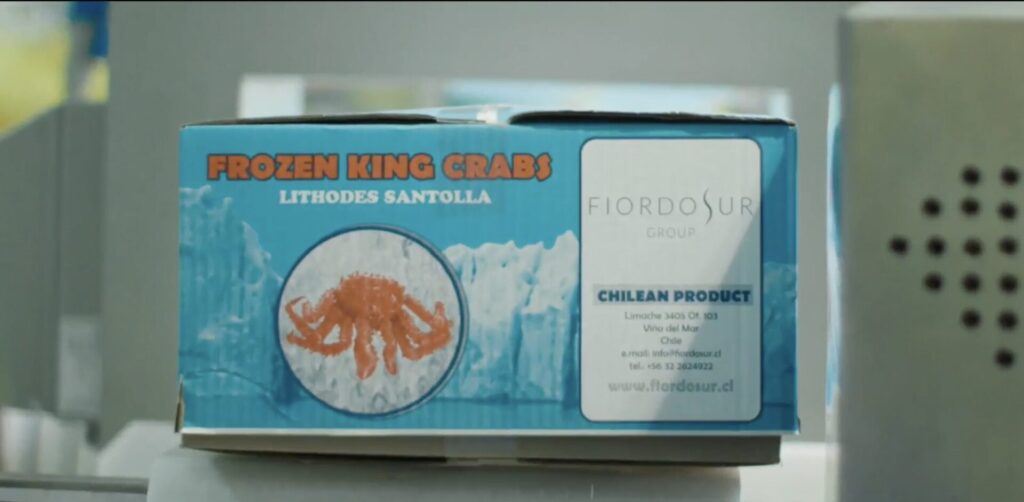 FROZEN KING CRABS
LITHODES SANTOLLA
FIORDOSUR
GROUP
CHILEAN PRODUCT
Limache 3405 Of. 103
Viña del Mar
Chile
e.mail: info@fiordosur.cl
tel.: +56 32 2624922
www.fiordosur.cl